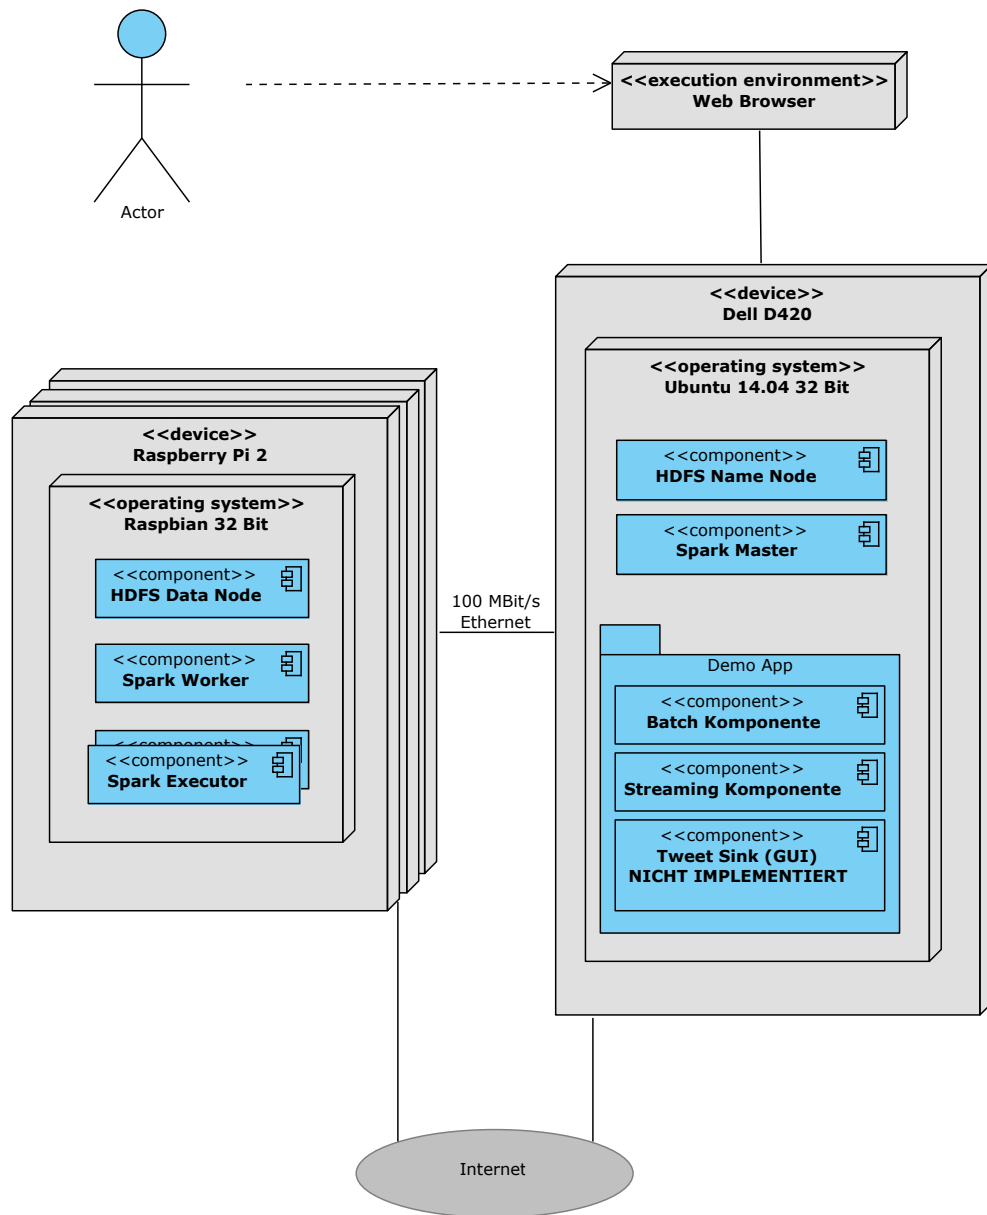 <<execution environment>>
Web Browser
Actor
<<device>>
Dell D420
<<operating system>>
Ubuntu 14.04 32 Bit
<<component>>
HDFS Name Node
<<component>>
Spark Master
Demo App
<<component>>
Batch Komponente
<<component>>
Streaming Komponente
<<component>>
Tweet Sink (GUI)
NICHT IMPLEMENTIERT
<<device>>
Raspberry Pi 2
<<operating system>>
Raspbian 32 Bit
<<component>>
HDFS Data Node
<<component>>
Spark Worker
<<component>>
<<component>>
Spark Executor
100 MBit/s
Ethernet
Internet